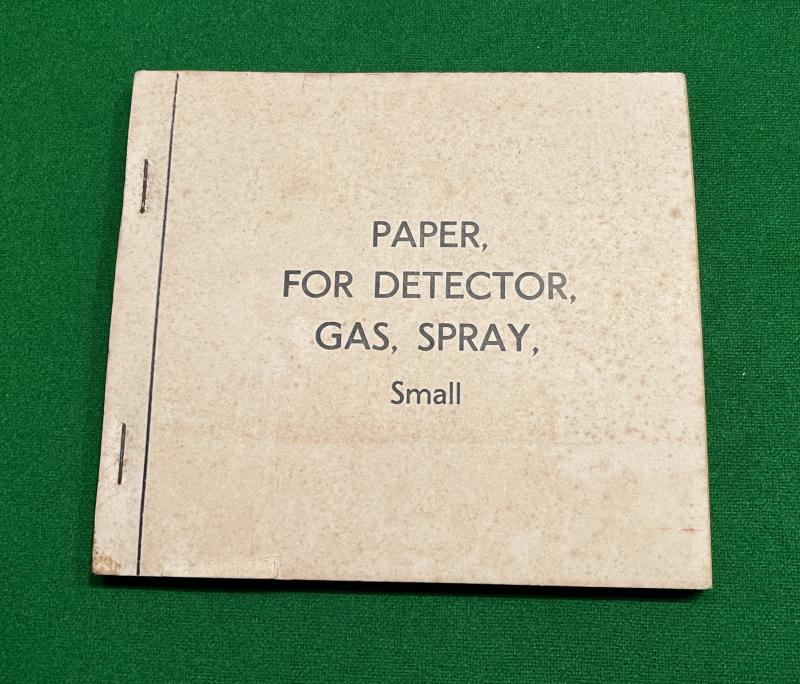 PAPER,
FOR DETECTOR,
GAS, SPRAY,
Small